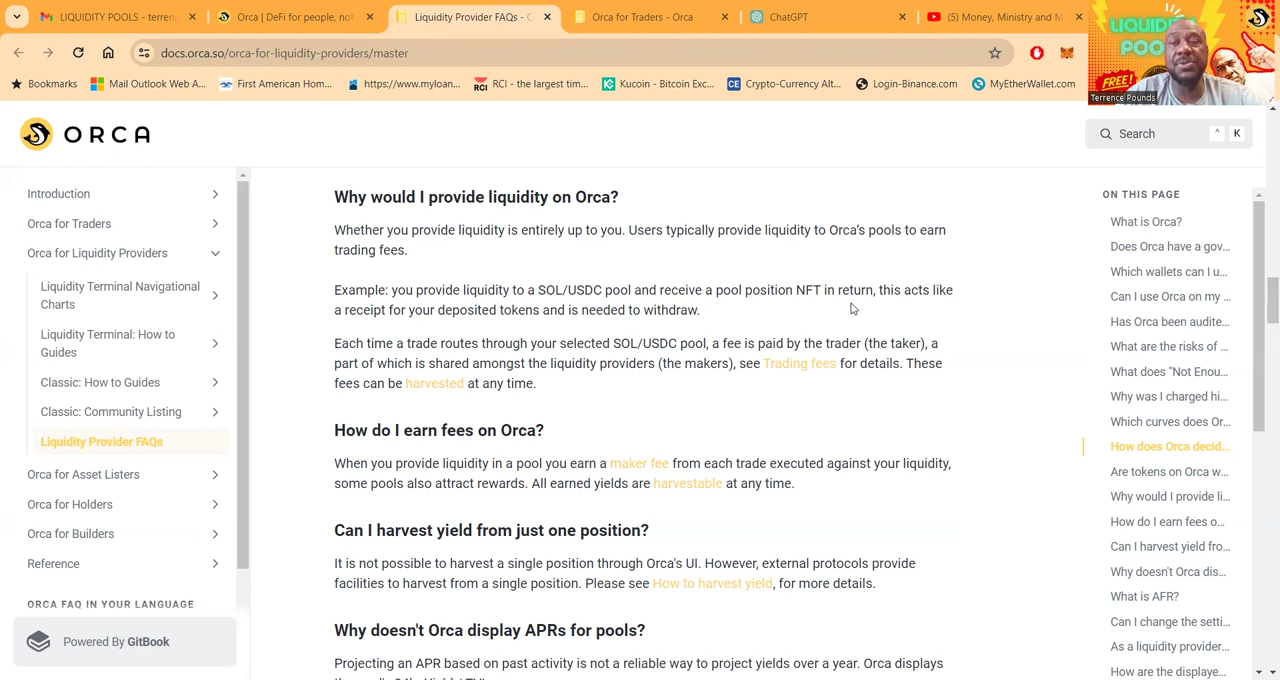 LIQUIDITY POOLS - terren
Orca | DeFi for people, not
Liquidity Provider FAQs - O
Orca for Traders - Orca
ChatGPT
(5) Money, Ministry and M
docs.orca.so/orca-for-liquidity-providers/master
Bookmarks
Mail Outlook Web A...
First American Hom...
https://www.myloan...
RCI - the largest tim...
Kucoin - Bitcoin Exc...
Crypto-Currency Alt...
Login-Binance.com
MyEtherWallet.com
FREE!
Terrence Pounds
ORCA
Search
^ K
Introduction
Orca for Traders
Orca for Liquidity Providers
Liquidity Terminal Navigational
Charts
Liquidity Terminal: How to
Guides
Classic: How to Guides
Classic: Community Listing
Liquidity Provider FAQs
Orca for Asset Listers
Orca for Holders
Orca for Builders
Reference
ORCA FAQ IN YOUR LANGUAGE
Powered By GitBook
Why would I provide liquidity on Orca?
Whether you provide liquidity is entirely up to you. Users typically provide liquidity to Orca's pools to earn
trading fees.
Example: you provide liquidity to a SOL/USDC pool and receive a pool position NFT in return, this acts like
a receipt for your deposited tokens and is needed to withdraw.
Each time a trade routes through your selected SOL/USDC pool, a fee is paid by the trader (the taker), a
part of which is shared amongst the liquidity providers (the makers), see Trading fees for details. These
fees can be harvested at any time.
How do I earn fees on Orca?
When you provide liquidity in a pool you earn a maker fee from each trade executed against your liquidity,
some pools also attract rewards. All earned yields are harvestable at any time.
Can I harvest yield from just one position?
It is not possible to harvest a single position through Orca's UI. However, external protocols provide
facilities to harvest from a single position. Please see How to harvest yield, for more details.
Why doesn't Orca display APRs for pools?
Projecting an APR based on past activity is not a reliable way to project yields over a year. Orca displays
ON THIS PAGE
What is Orca?
Does Orca have a gov...
Which wallets can I u...
Can I use Orca on my ...
Has Orca been audite...
What are the risks of ...
What does "Not Enou...
Why was I charged hi...
Which curves does Or...
How does Orca decid...
Are tokens on Orca w...
Why would I provide li...
How do I earn fees o...
Can I harvest yield fro...
Why doesn't Orca dis...
What is AFR?
Can I change the setti...
As a liquidity provider...
How are the displaye...